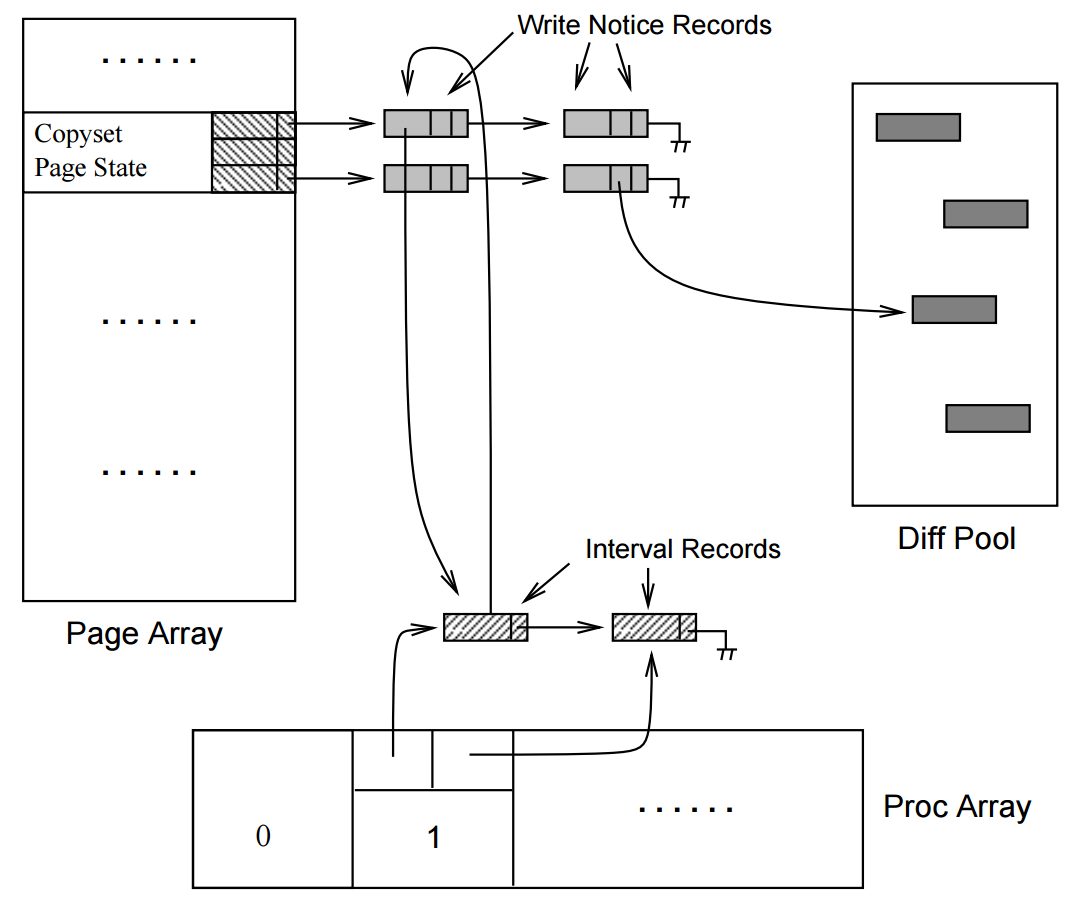 Write Notice Records
......
Copyset
Page State
......
......
Diff Pool
Interval Records
Page Array
......
Proc Array
0
1